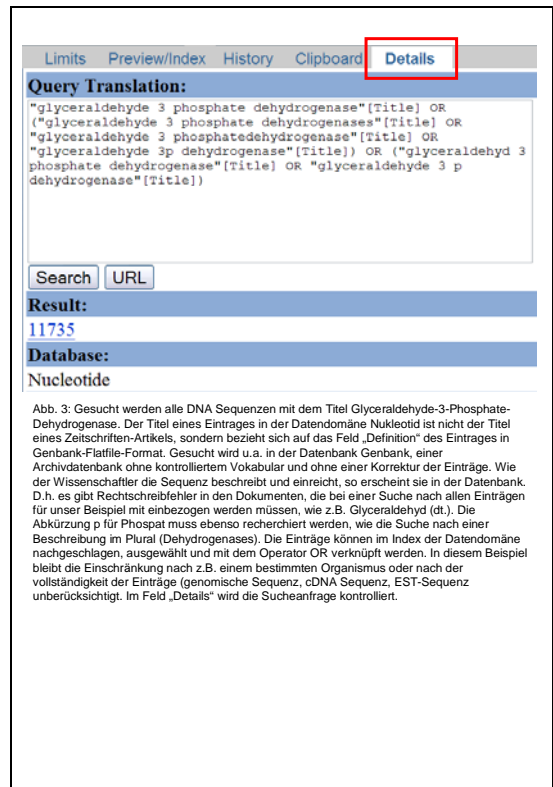 Limits Preview/Index History Clipboard Details
Query Translation:
"glyceraldehyde 3 phosphate dehydrogenase"[Title] OR
("glyceraldehyde 3 phosphate dehydrogenases"[Title] OR
"glyceraldehyde 3 phosphatedehydrogenase"[Title] OR
"glyceraldehyde 3p dehydrogenase"[Title]) OR ("glyceraldehyd 3
phosphate dehydrogenase"[Title] OR "glyceraldehyde 3 p
dehydrogenase"[Title])
Search URL
Result:
11735
Database:
Nucleotide
Abb. 3: Gesucht werden alle DNA Sequenzen mit dem Titel Glyceraldehyde-3-Phosphate-
Dehydrogenase. Der Titel eines Eintrages in der Datendomäne Nukleotid ist nicht der Titel
eines Zeitschriften-Artikels, sondern bezieht sich auf das Feld „Definition“ des Eintrages in
Genbank-Flatfile-Format. Gesucht wird u.a. in der Datenbank Genbank, einer
Archivdatenbank ohne kontrolliertem Vokabular und ohne einer Korrektur der Einträge. Wie
der Wissenschaftler die Sequenz beschreibt und einreicht, so erscheint sie in der Datenbank.
D.h. es gibt Rechtschreibfehler in den Dokumenten, die bei einer Suche nach allen Einträgen
für unser Beispiel mit einbezogen werden müssen, wie z.B. Glyceraldehyd (dt.). Die
Abkürzung p für Phospat muss ebenso recherchiert werden, wie die Suche nach einer
Beschreibung im Plural (Dehydrogenases). Die Einträge können im Index der Datendomäne
nachgeschlagen, ausgewählt und mit dem Operator OR verknüpft werden. In diesem Beispiel
bleibt die Einschränkung nach z.B. einem bestimmten Organismus oder nach der
vollständigkeit der Einträge (genomische Sequenz, cDNA Sequenz, EST-Sequenz
unberücksichtigt. Im Feld „Details“ wird die Sucheanfrage kontrolliert.